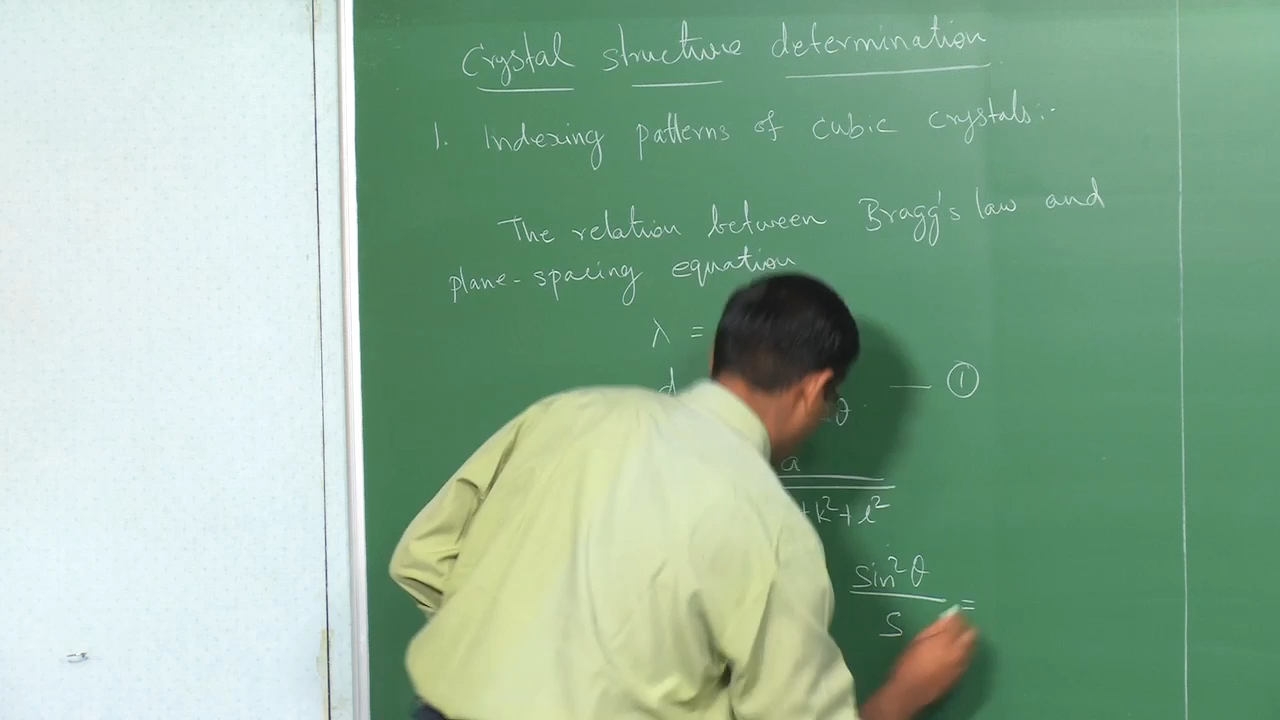 Crystal structure determination
1. Indexing patterns of cubic crystals:-
The relation between Bragg's law and
plane-spacing equation
λ =
d — ①
θ
a
+k²+l²
sin²θ
S =